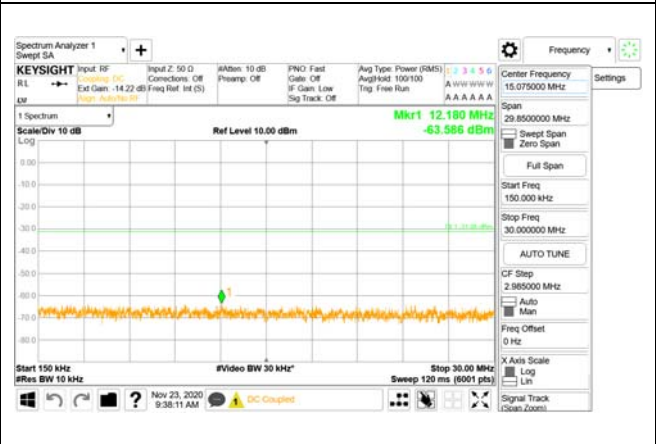 Spectrum Analyzer 1
Swept SA
+
Frequency
KEYSIGHT Input: RF
RL
Coupling: DC
Ext Gain: -14.22 dB
Align: Auto/No RF
Input Z: 50 Ω
Corrections: Off
Freq Ref: Int (S)
#Atten: 10 dB
Preamp: Off
PNO: Fast
Gate: Off
IF Gain: Low
Sig Track: Off
Avg Type: Power (RMS)
Avg|Hold: 100/100
Trig: Free Run
1 2 3 4 5 6
A W W W W W
A A A A A A
1 Spectrum
Scale/Div 10 dB
Log
Ref Level 10.00 dBm
Mkr1 12.180 MHz
-63.586 dBm
0.00
-10.0
-20.0
-30.0
-40.0
-50.0
-60.0
-70.0
-80.0
1
Start 150 kHz
#Res BW 10 kHz
#Video BW 30 kHz*
Stop 30.00 MHz
Sweep 120 ms (6001 pts)
?
Nov 23, 2020
9:38:11 AM
DC Coupled
Center Frequency
15.075000 MHz
Settings
Span
29.8500000 MHz
Swept Span
Zero Span
Full Span
Start Freq
150.000 kHz
Stop Freq
30.000000 MHz
AUTO TUNE
CF Step
2.985000 MHz
Auto
Man
Freq Offset
0 Hz
X Axis Scale
Log
Lin
Signal Track
(Span Zoom)